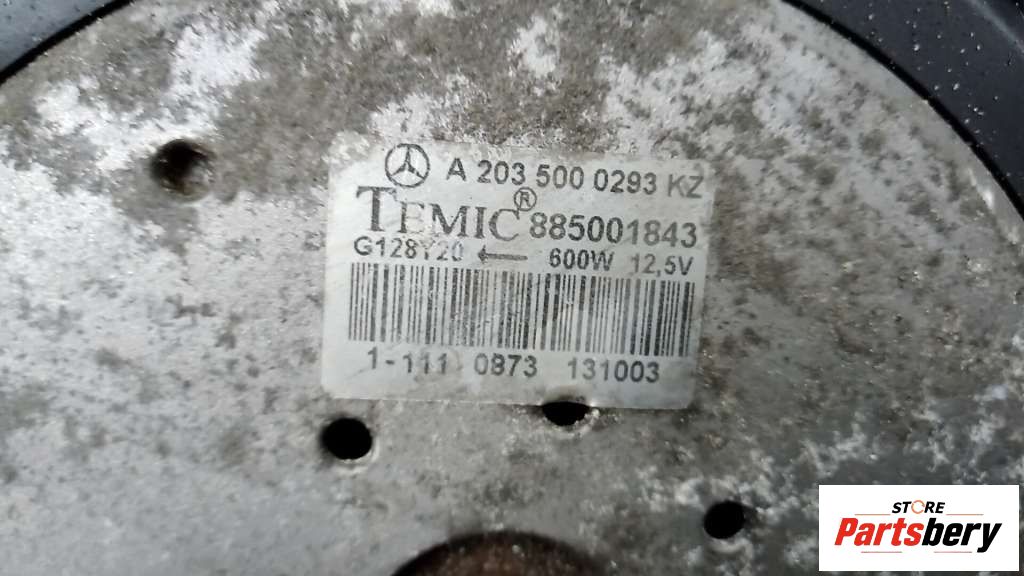 A 203 500 0293 KZ
TEMIC® 885001843
G128Y20 ← 600W 12,5V
1-111 0873 131003
STORE
Partsbery